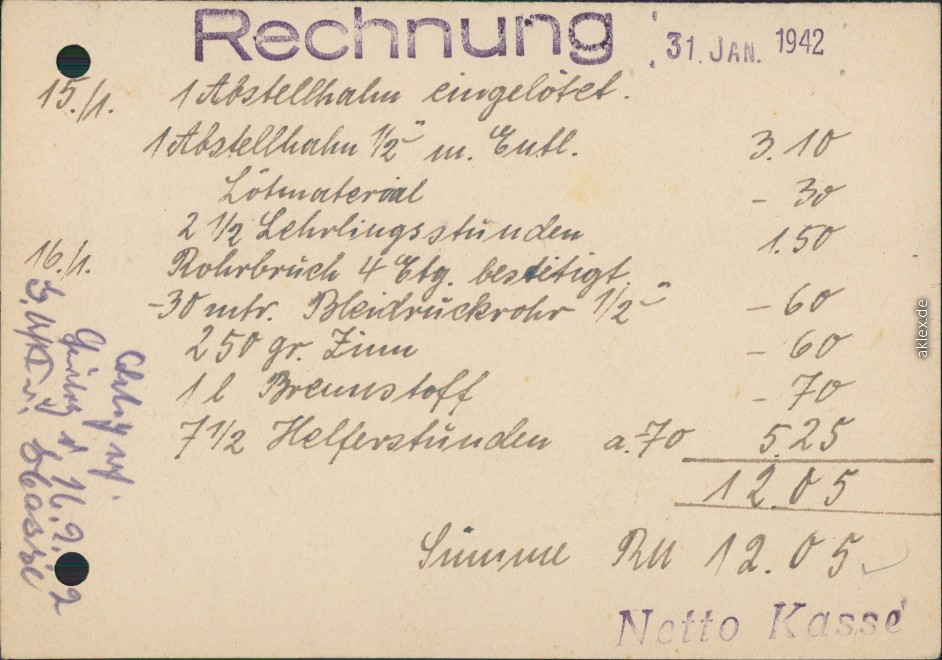 Rechnung 31. JAN. 1942
15./1. 1 Abstellhahn eingelötet.
1 Abstellhahn 1/2" m. Entl. 3.10
Lötmaterial - 30
2 1/2 Lehrlingsstunden 1.50
16./1. Rohrbruch 4 Etg. bestetigt.
-30 mtr. Bleidruckrohr 1/2" - 60
250 gr. Zinn - 60
1 l Brennstoff - 70
7 1/2 Helferstunden a.-70 5.25
12.05
Summe RM 12.05
Netto Kasse
aklex.de